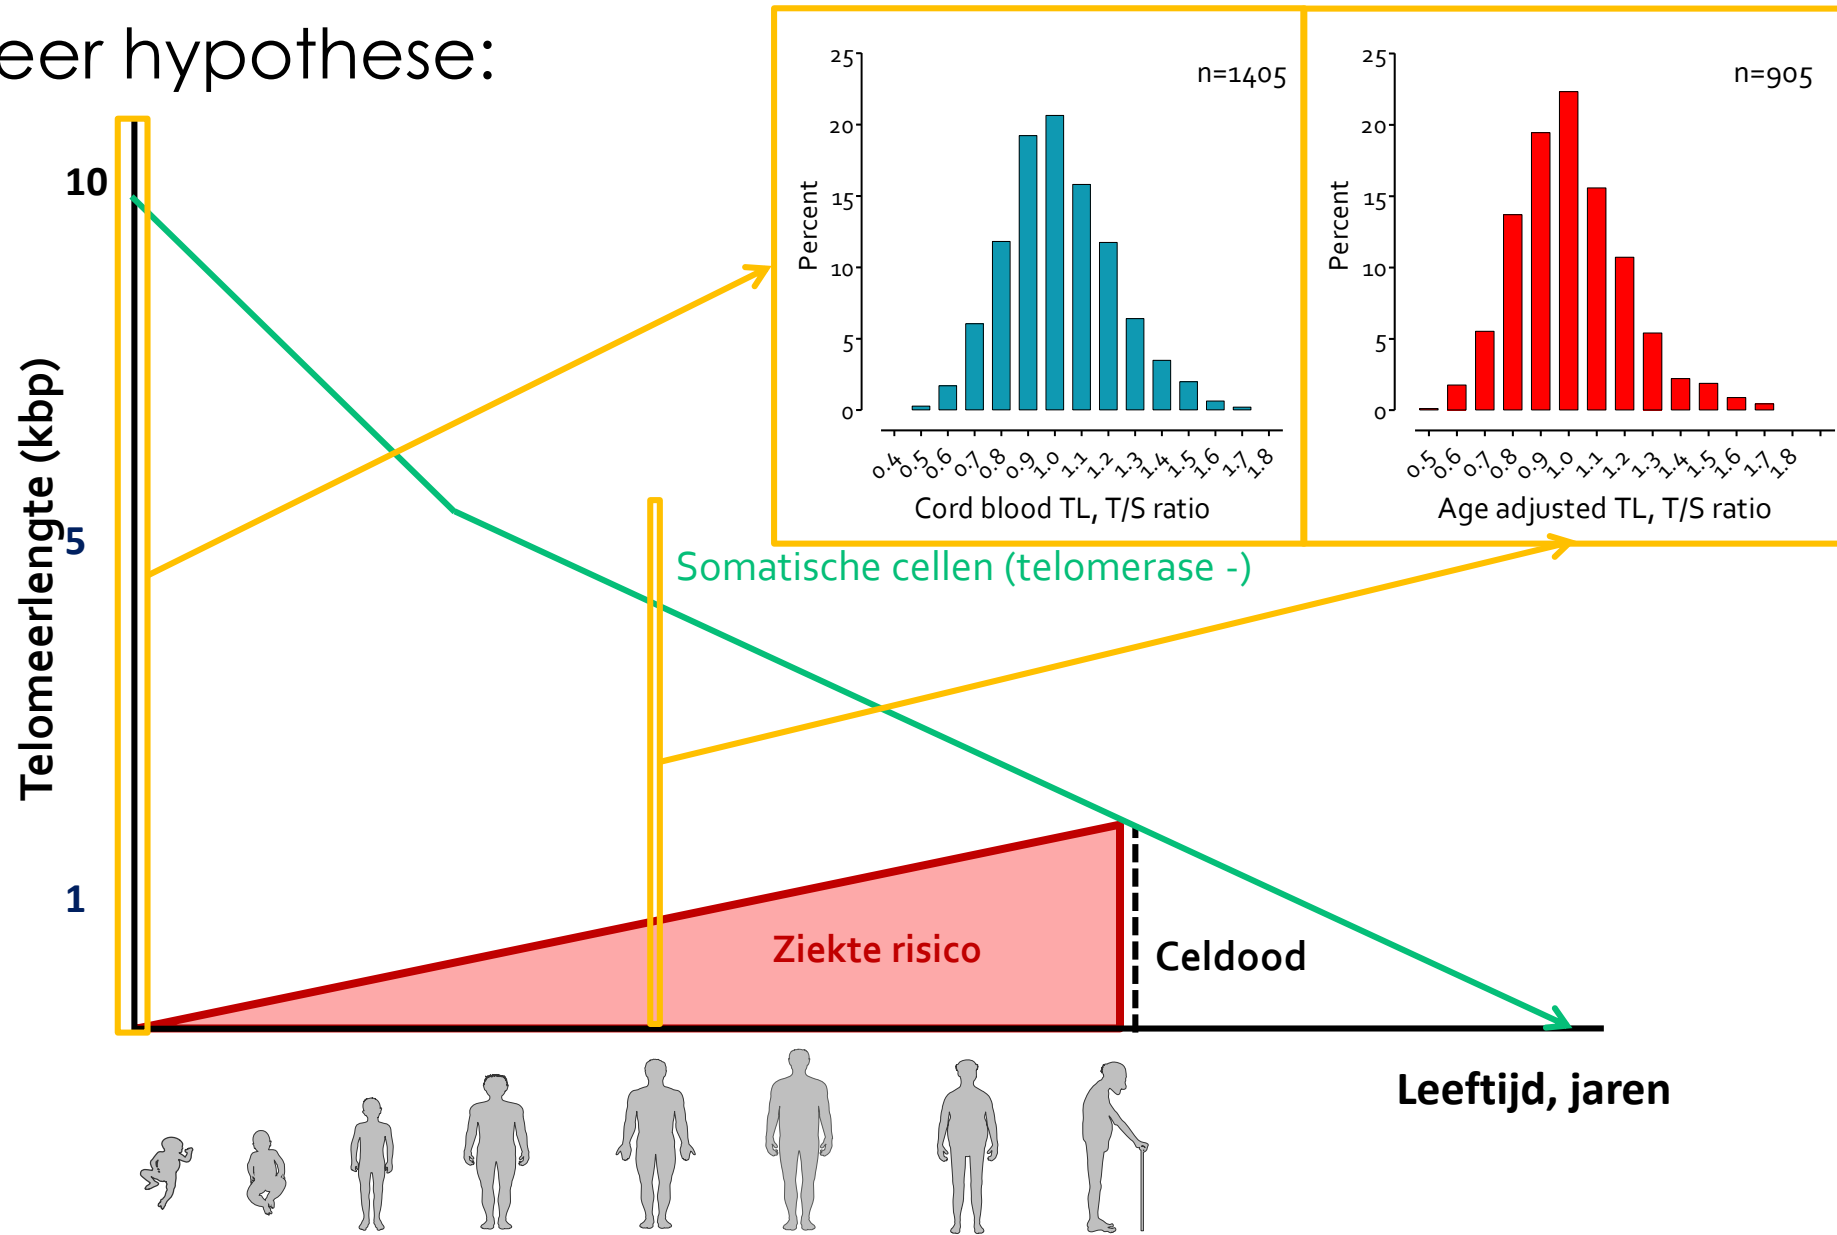 eer hypothese:
Telomeerlengte (kbp)
10
5
1
25
20
15
10
5
0
Percent
n=1405
0.4 0.5 0.6 0.7 0.8 0.9 1.0 1.1 1.2 1.3 1.4 1.5 1.6 1.7 1.8
Cord blood TL, T/S ratio
25
20
15
10
5
0
Percent
n=905
0.5 0.6 0.7 0.8 0.9 1.0 1.1 1.2 1.3 1.4 1.5 1.6 1.7 1.8
Age adjusted TL, T/S ratio
Somatische cellen (telomerase -)
Ziekte risico
Celdood
Leeftijd, jaren